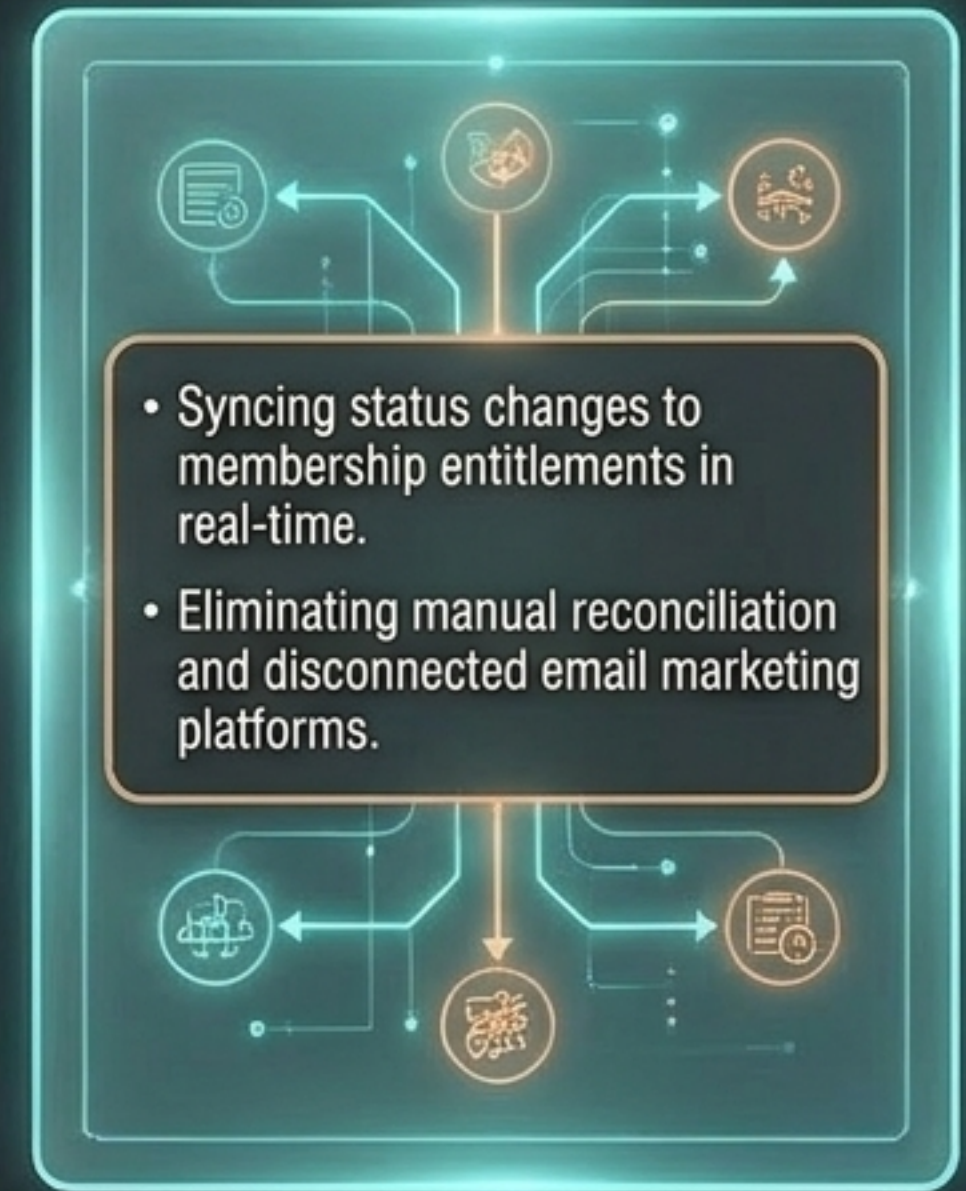 • Syncing status changes to
membership entitlements in
real-time.
• Eliminating manual reconciliation
and disconnected email marketing
platforms.